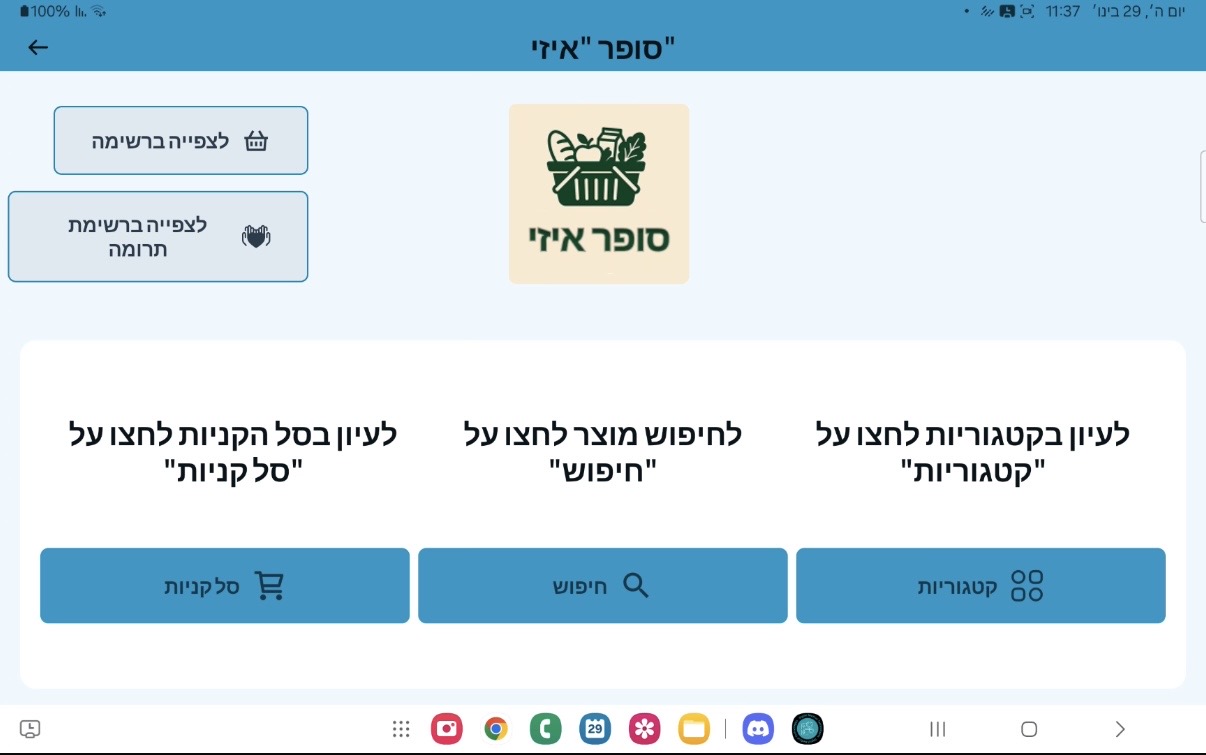 יום ה׳, 29 בינו׳ 11:37
100%
סופר "איזי"
לצפייה ברשימה
לצפייה ברשימת
תרומה
סופר איזי
לעיון בקטגוריות לחצו על
"קטגוריות"
לחיפוש מוצר לחצו על
"חיפוש"
לעיון בסל הקניות לחצו על
"סל קניות"
קטגוריות
חיפוש
סל קניות
29